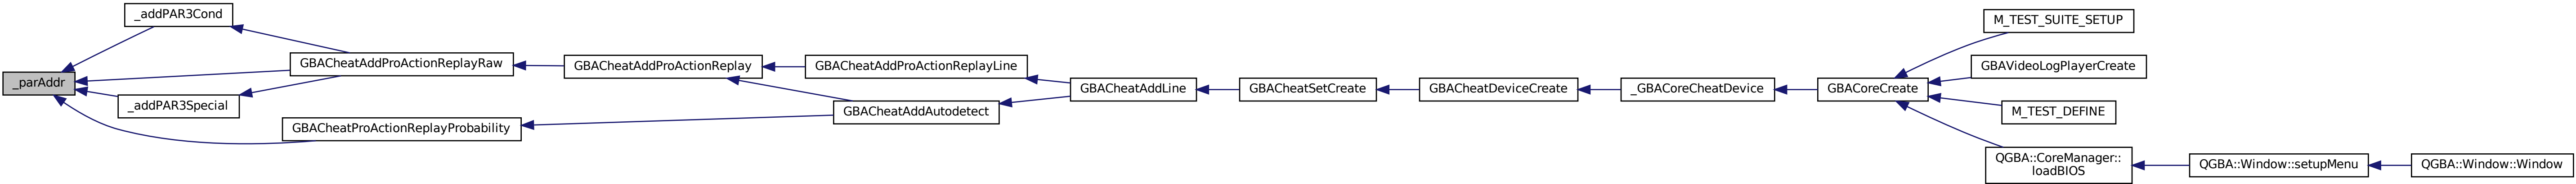 _parAddr
_addPAR3Cond
GBACheatAddProActionReplayRaw
_addPAR3Special
GBACheatProActionReplayProbability
GBACheatAddProActionReplay
GBACheatAddProActionReplayLine
GBACheatAddAutodetect
GBACheatAddLine
GBACheatSetCreate
GBACheatDeviceCreate
_GBACoreCheatDevice
GBACoreCreate
M_TEST_SUITE_SETUP
GBAVideoLogPlayerCreate
M_TEST_DEFINE
QGBA::CoreManager::
loadBIOS
QGBA::Window::setupMenu
QGBA::Window::Window